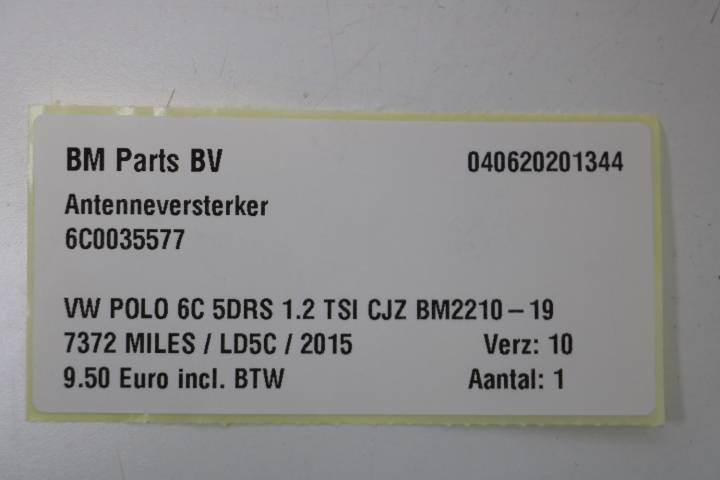 BM Parts BV 040620201344
Antenneversterker
6C0035577
VW POLO 6C 5DRS 1.2 TSI CJZ BM2210-19
7372 MILES / LD5C / 2015 Verz: 10
9.50 Euro incl. BTW Aantal: 1